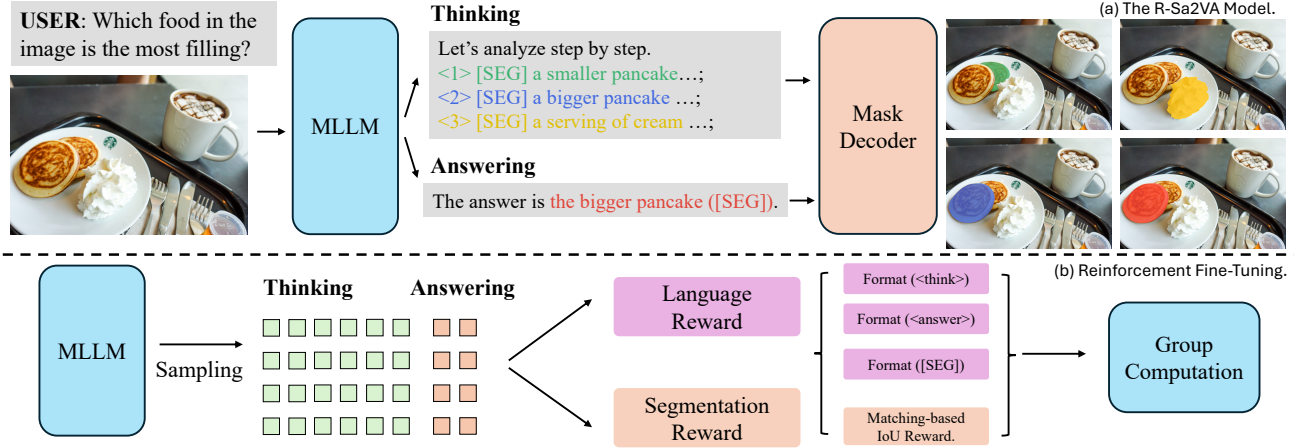 (a) The R-Sa2VA Model.
USER: Which food in the
image is the most filling?
MLLM
Thinking
Let's analyze step by step.
<1> [SEG] a smaller pancake…;
<2> [SEG] a bigger pancake …;
<3> [SEG] a serving of cream …;
Answering
The answer is the bigger pancake ([SEG]).
Mask
Decoder
(b) Reinforcement Fine-Tuning.
MLLM
Sampling
Thinking
Answering
Language
Reward
Segmentation
Reward
Format (<think>)
Format (<answer>)
Format ([SEG])
Matching-based
IoU Reward.
Group
Computation